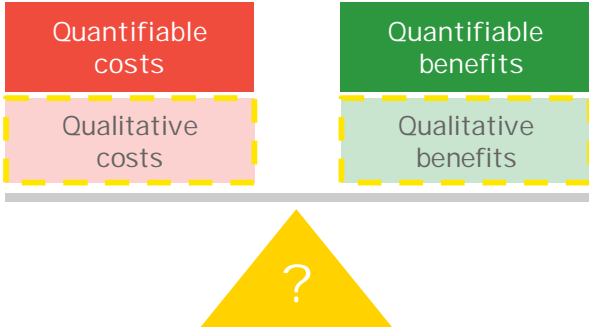 Quantifiable
costs
Quantifiable
benefits
Qualitative
costs
Qualitative
benefits
?